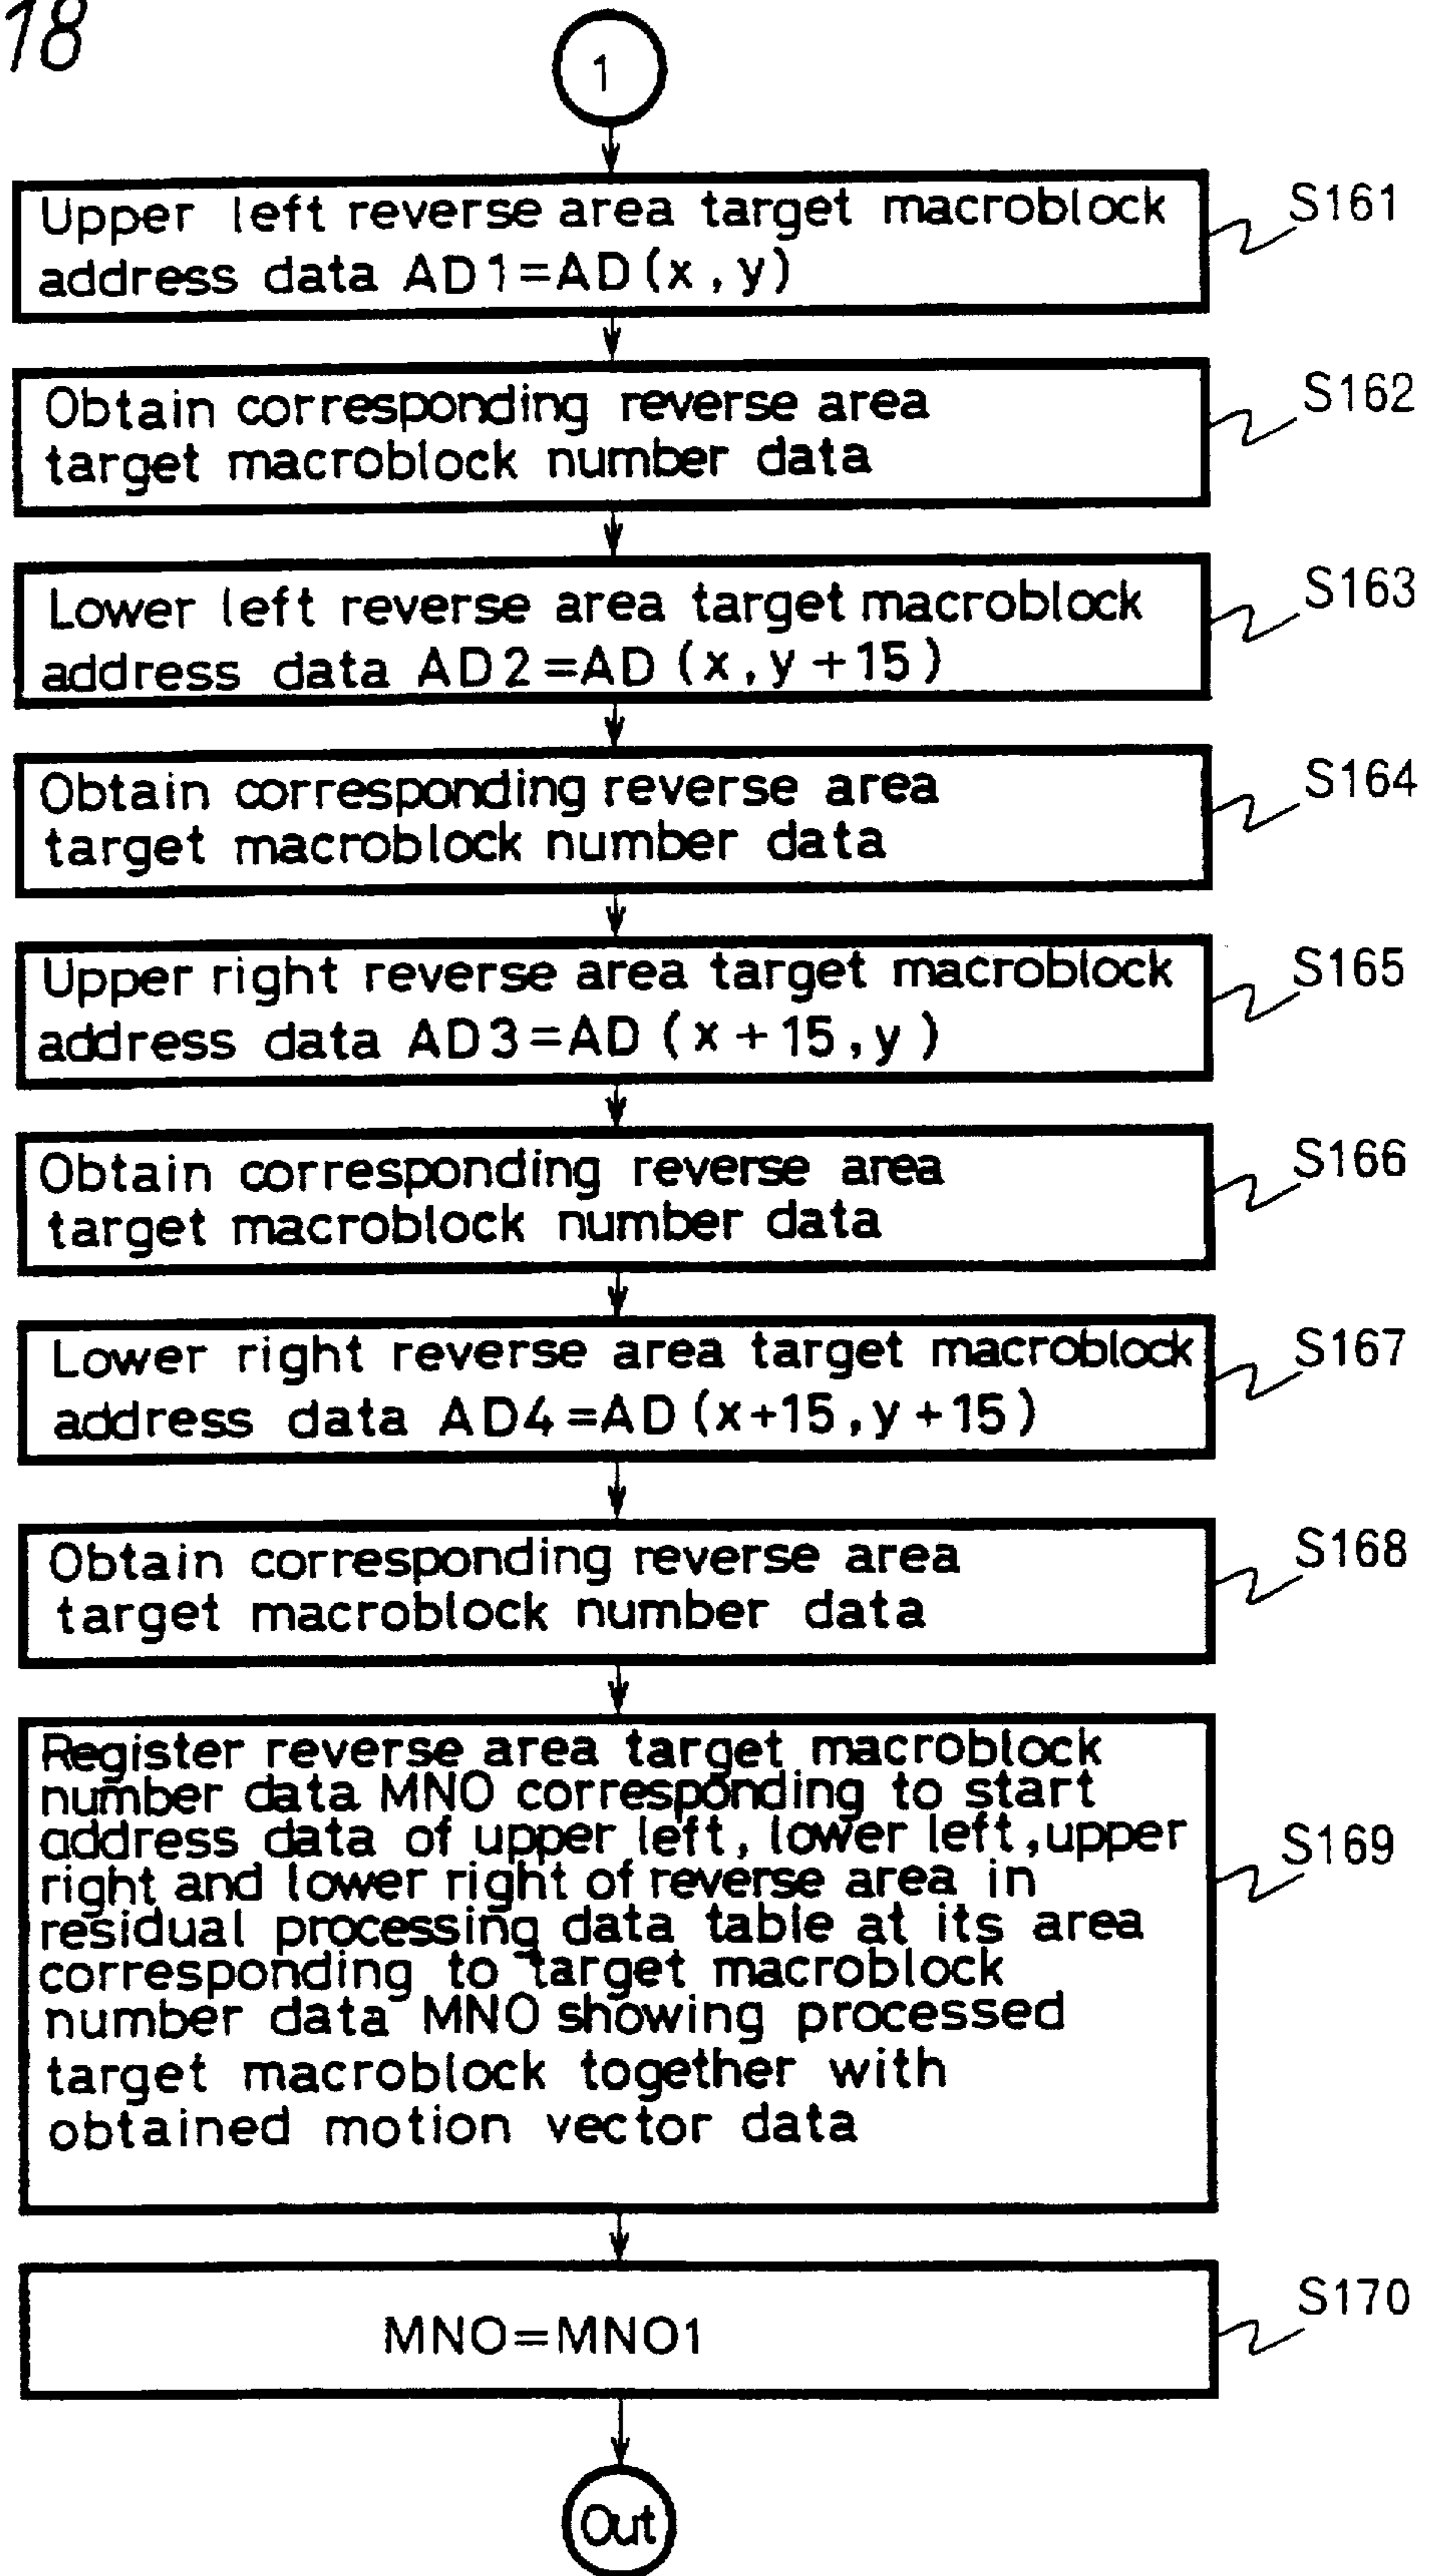 18
1
Upper left reverse area target macroblock
address data AD1=AD(x,y)
S161
Obtain corresponding reverse area
target macroblock number data
S162
Lower left reverse area target macroblock
address data AD2=AD(x,y+15)
S163
Obtain corresponding reverse area
target macroblock number data
S164
Upper right reverse area target macroblock
address data AD3=AD(x+15,y)
S165
Obtain corresponding reverse area
target macroblock number data
S166
Lower right reverse area target macroblock
address data AD4=AD(x+15,y+15)
S167
Obtain corresponding reverse area
target macroblock number data
S168
Register reverse area target macroblock
number data MNO corresponding to start
address data of upper left, lower left, upper
right and lower right of reverse area in
residual processing data table at its area
corresponding to target macroblock
number data MNO showing processed
target macroblock together with
obtained motion vector data
S169
MNO=MNO1
S170
Out